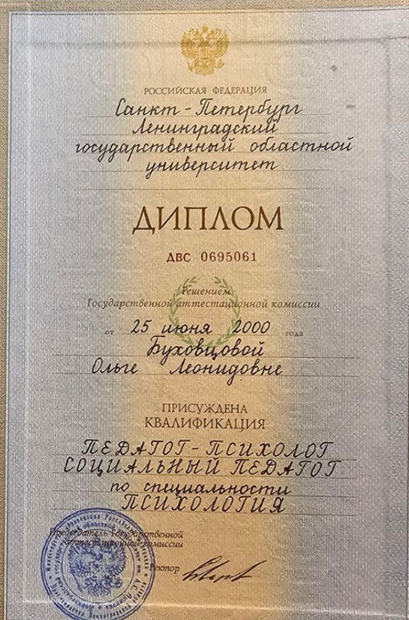 РОССИЙСКАЯ ФЕДЕРАЦИЯ
Санкт-Петербург
Ленинградский
государственный областной
университет
ДИПЛОМ
ДВС 0695061
Решением
Государственной аттестационной комиссии
от 25 июня 2000 года
Буховцовой
Ольге Леонидовне
ПРИСУЖДЕНА
КВАЛИФИКАЦИЯ
ПЕДАГОГ-ПСИХОЛОГ
СОЦИАЛЬНЫЙ ПЕДАГОГ
по специальности
ПСИХОЛОГИЯ
Председатель Государственной
аттестационной комиссии
Ректор